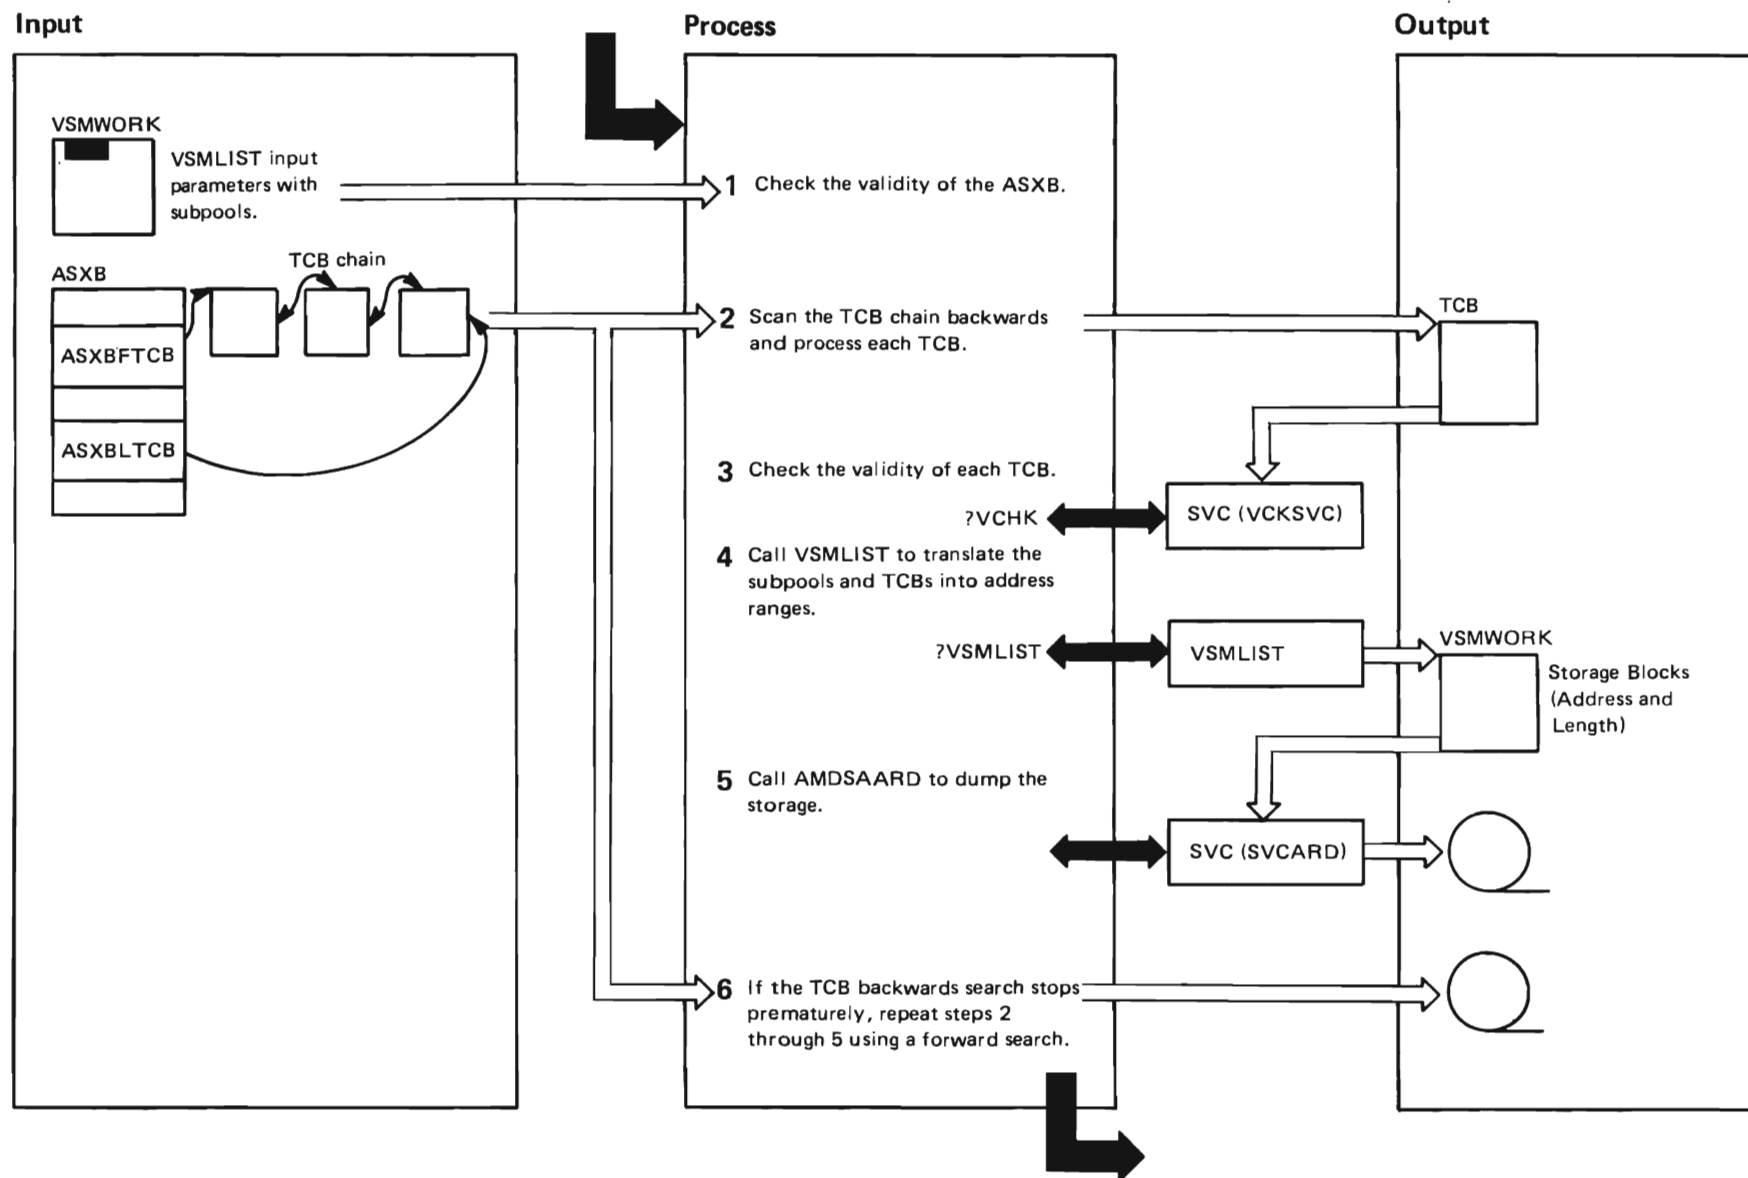 Input
Process
Output
VSMWORK
VSMLIST input
parameters with
subpools.
ASXB
TCB chain
ASXBFTCB
ASXBLTCB
1 Check the validity of the ASXB.
2 Scan the TCB chain backwards
and process each TCB.
TCB
3 Check the validity of each TCB.
?VCHK
SVC (VCKSVC)
4 Call VSMLIST to translate the
subpools and TCBs into address
ranges.
?VSMLIST
VSMLIST
VSMWORK
Storage Blocks
(Address and
Length)
5 Call AMDSAARD to dump the
storage.
SVC (SVCARD)
6 If the TCB backwards search stops
prematurely, repeat steps 2
through 5 using a forward search.